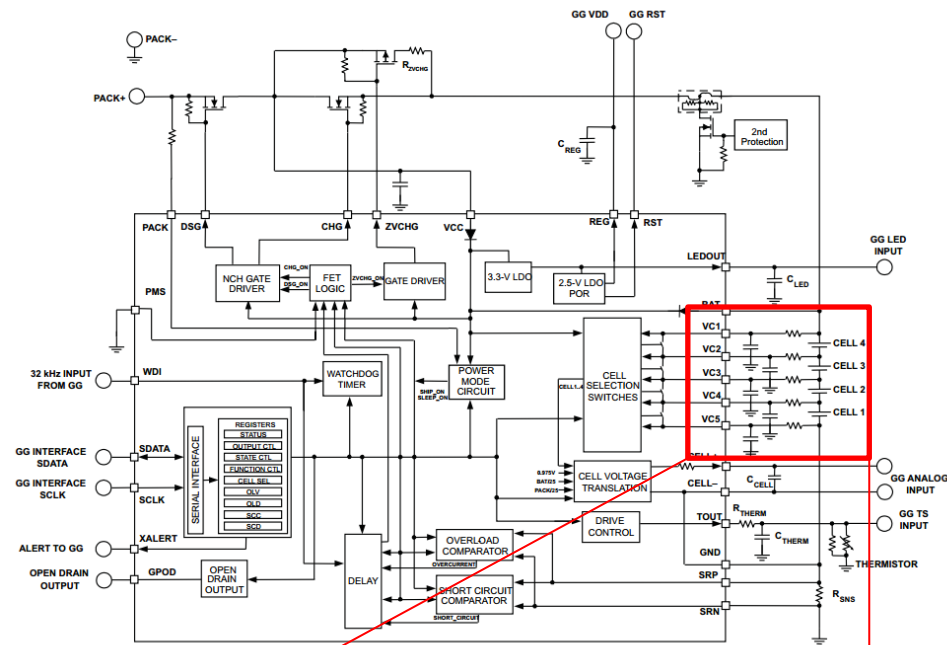 GG VDD
GG RST
PACK–
R ZVCHG
PACK+
2nd
Protection
C REG
PACK
DSG
CHG
ZVCHG
VCC
REG
RST
GG LED
INPUT
LEDOUT
NCH GATE
DRIVER
CHG_ON
DSG_ON
FET
LOGIC
ZVCHG_ON
GATE DRIVER
3.3-V LDO
2.5-V LDO
POR
C LED
PMS
BAT
VC1
CELL 4
VC2
CELL 3
VC3
CELL 2
VC4
CELL 1
VC5
CELL
SELECTION
SWITCHES
32 kHz INPUT
FROM GG
WDI
WATCHDOG
TIMER
SHIP_ON
SLEEP_ON
POWER
MODE
CIRCUIT
CELL1..4
REGISTERS
STATUS
OUTPUT CTL
STATE CTL
FUNCTION CTL
CELL SEL
OLV
OLD
SCC
SCD
SERIAL INTERFACE
GG INTERFACE
SDATA
SDATA
GG INTERFACE
SCLK
SCLK
CELL+
0.975V
BAT/25
PACK/25
CELL VOLTAGE
TRANSLATION
CELL–
C CELL
GG ANALOG
INPUT
TOUT
R THERM
C THERM
GG TS
INPUT
THERMISTOR
DRIVE
CONTROL
XALERT
ALERT TO GG
OPEN DRAIN
OUTPUT
GPOD
OPEN
DRAIN
OUTPUT
DELAY
OVERLOAD
COMPARATOR
OVERCURRENT
SHORT CIRCUIT
COMPARATOR
SHORT_CIRCUIT
GND
SRP
R SNS
SRN